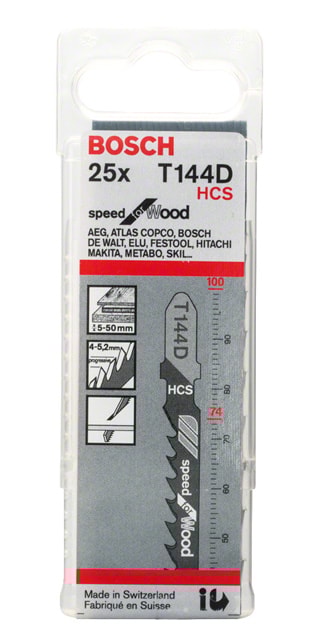 BOSCH
25x T144D
HCS
speed for Wood
AEG, ATLAS COPCO, BOSCH
DE WALT, ELU, FESTOOL, HITACHI
MAKITA, METABO, SKIL...
100
T144D
90
5-50mm
4-5,2mm
progressor
HCS
80
74
70
speed for Wood
60
50
Made in Switzerland
Fabriqué en Suisse